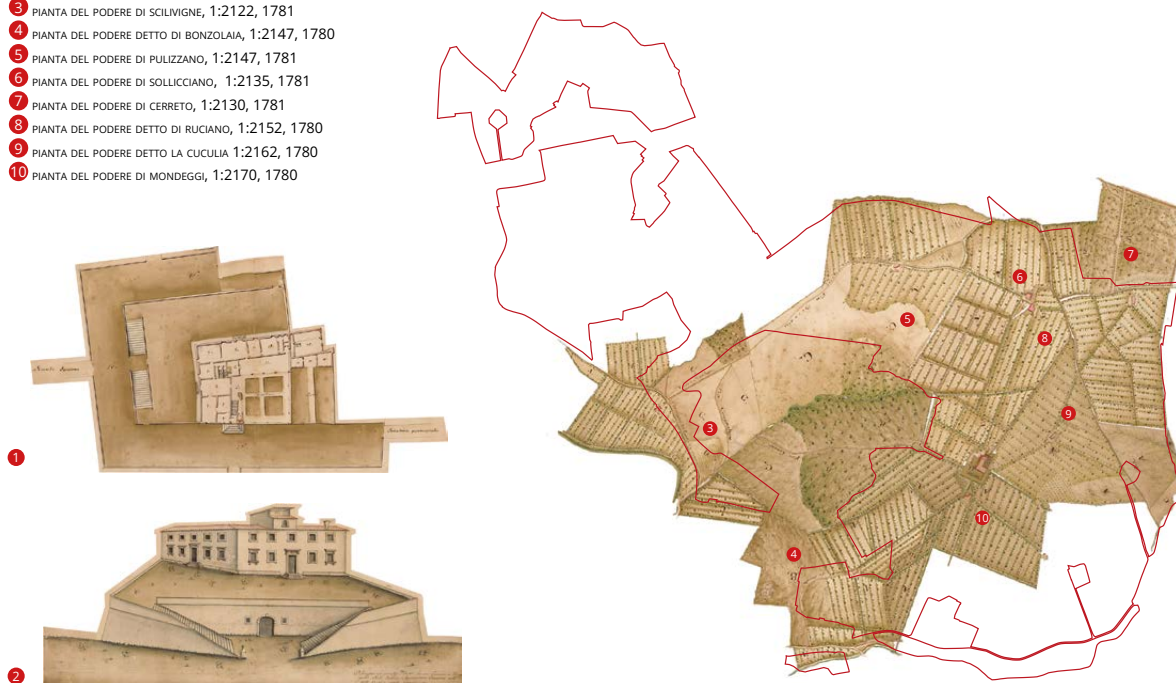 3 PIANTA DEL PODERE DI SCILIVIGNE, 1:2122, 1781
4 PIANTA DEL PODERE DETTO DI BONZOLAIA, 1:2147, 1780
5 PIANTA DEL PODERE DI PULIZZANO, 1:2147, 1781
6 PIANTA DEL PODERE DI SOLLICCIANO, 1:2135, 1781
7 PIANTA DEL PODERE DI CERRETO, 1:2130, 1781
8 PIANTA DEL PODERE DETTO DI RUCIANO, 1:2152, 1780
9 PIANTA DEL PODERE DETTO LA CUCULIA 1:2162, 1780
10 PIANTA DEL PODERE DI MONDEGGI, 1:2170, 1780
1
2
7
6
5
8
9
3
10
4